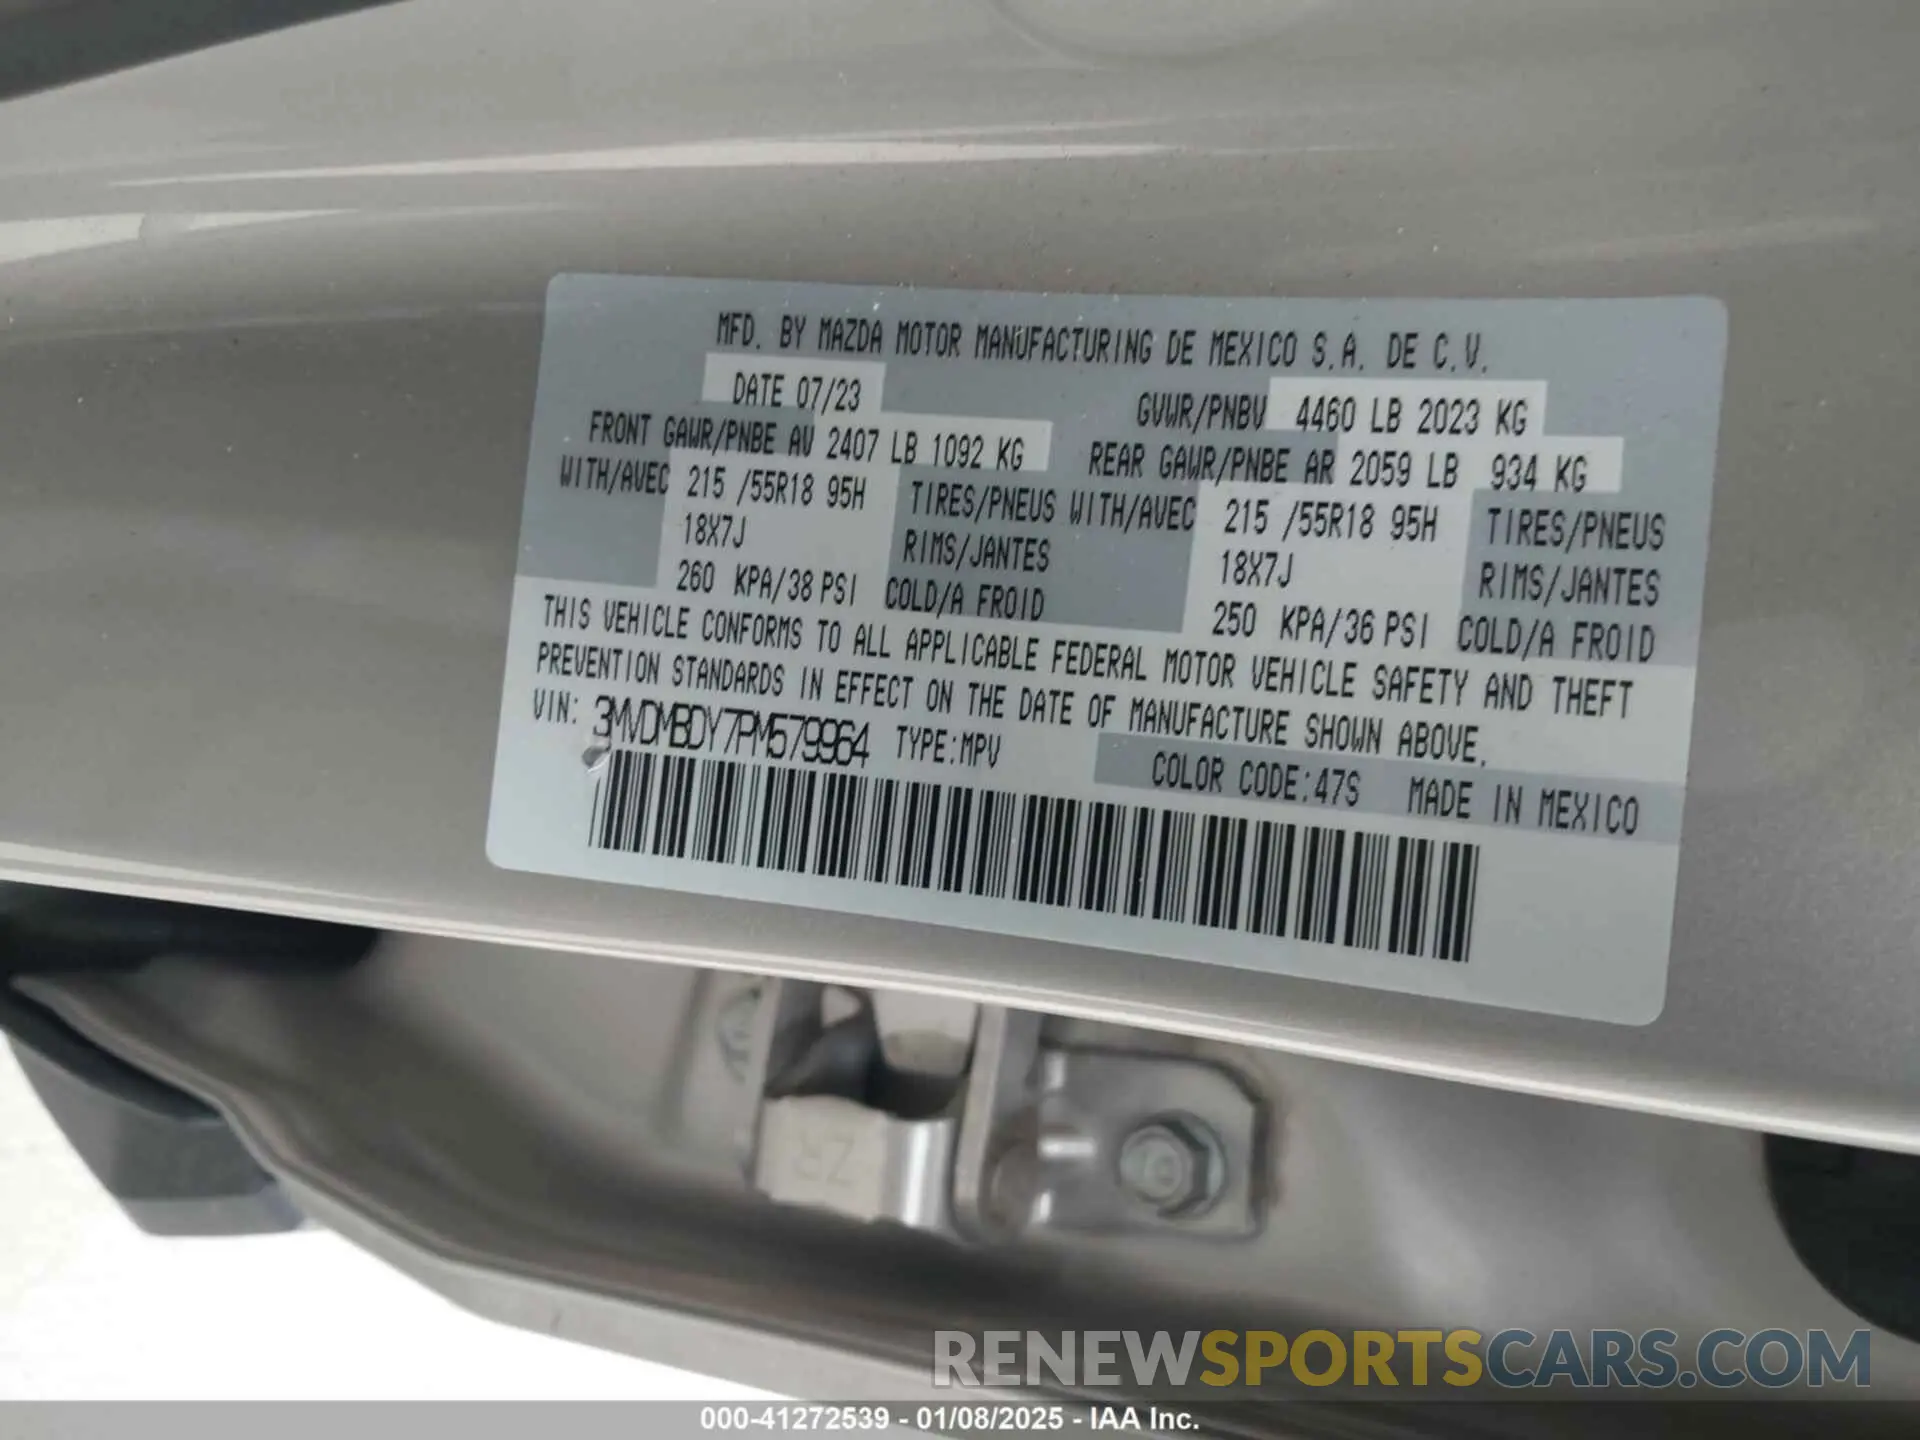 MFD. BY MAZDA MOTOR MANUFACTURING DE MEXICO S.A. DE C.V.
DATE 07/23 GVWR/PNBV 4460 LB 2023 KG
FRONT GAWR/PNBE AV 2407 LB 1092 KG REAR GAWR/PNBE AR 2059 LB 934 KG
WITH/AVEC 215 /55R18 95H TIRES/PNEUS WITH/AVEC 215 /55R18 95H TIRES/PNEUS
18X7J RIMS/JANTES 18X7J RIMS/JANTES
260 KPA/38 PSI COLD/A FROID 250 KPA/36 PSI COLD/A FROID
THIS VEHICLE CONFORMS TO ALL APPLICABLE FEDERAL MOTOR VEHICLE SAFETY AND THEFT
PREVENTION STANDARDS IN EFFECT ON THE DATE OF MANUFACTURE SHOWN ABOVE.
VIN: 3MVDMBDY7PM579964 TYPE:MPV COLOR CODE:47S MADE IN MEXICO
ZR
RENEWSPORTSCARS.COM
000-41272539 - 01/08/2025 - IAA Inc.